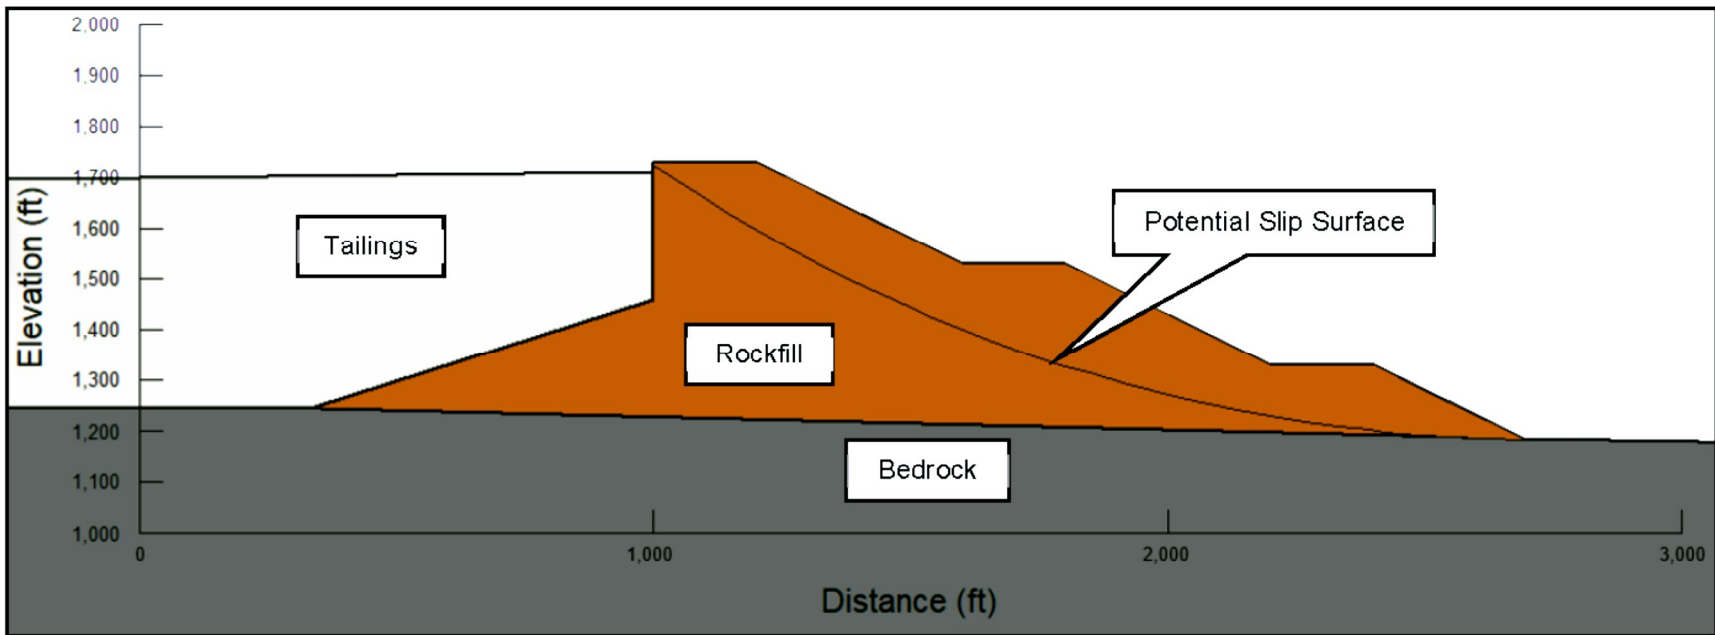 2,000
1,900
1,800
1,700
1,600
1,500
1,400
1,300
1,200
1,100
1,000
Elevation (ft)
Tailings
Rockfill
Potential Slip Surface
Bedrock
0
1,000
2,000
3,000
Distance (ft)